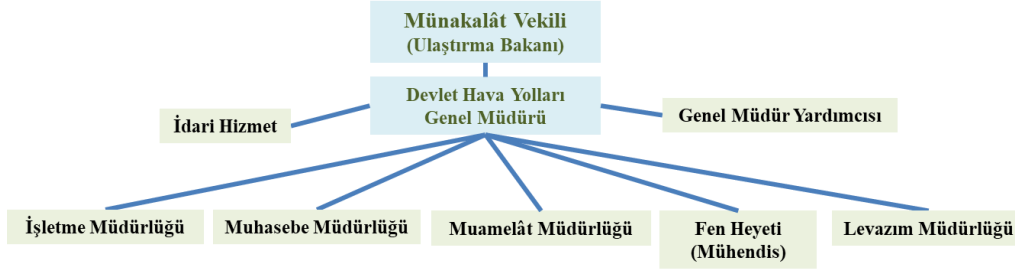 Münakalât Vekili
(Ulaştırma Bakanı)
Devlet Hava Yolları
Genel Müdürü
İdari Hizmet
Genel Müdür Yardımcısı
İşletme Müdürlüğü
Muhasebe Müdürlüğü
Muamelât Müdürlüğü
Fen Heyeti
(Mühendis)
Levazım Müdürlüğü